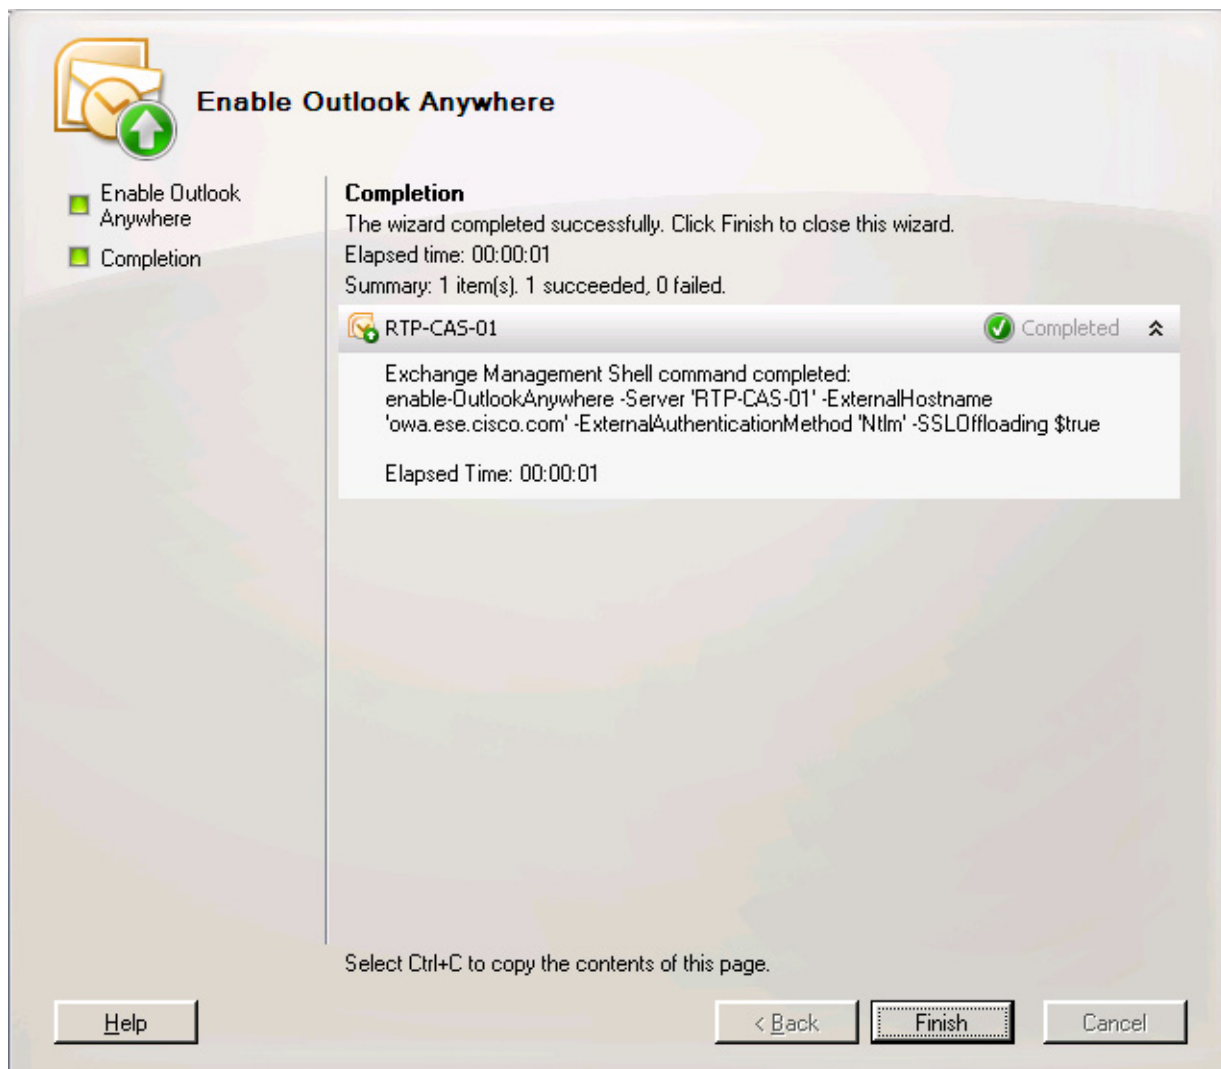 Enable Outlook Anywhere
Enable Outlook
Anywhere
Completion
Completion
The wizard completed successfully. Click Finish to close this wizard.
Elapsed time: 00:00:01
Summary: 1 item(s). 1 succeeded, 0 failed.
RTP-CAS-01
Completed
Exchange Management Shell command completed:
enable-OutlookAnywhere -Server 'RTP-CAS-01' -ExternalHostname
'owa.ese.cisco.com' -ExternalAuthenticationMethod 'Ntlm' -SSLOffloading $true
Elapsed Time: 00:00:01
Select Ctrl+C to copy the contents of this page.
Help
< Back
Finish
Cancel